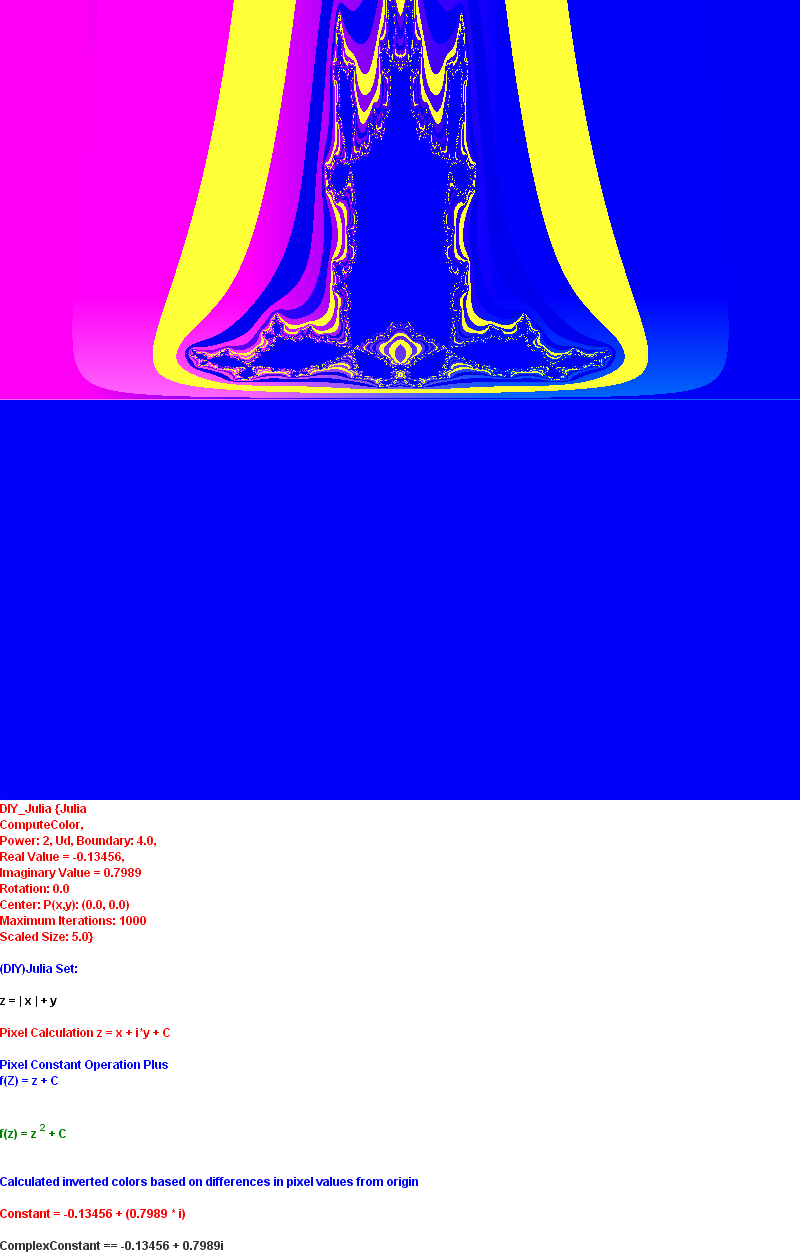 DIY_Julia {Julia
ComputeColor,
Power: 2, Ud, Boundary: 4.0,
Real Value = -0.13456,
Imaginary Value = 0.7989
Rotation: 0.0
Center: P(x,y): (0.0, 0.0)
Maximum Iterations: 1000
Scaled Size: 5.0}
(DIY)Julia Set:
z = | x | + y
Pixel Calculation z = x + i*y + C
Pixel Constant Operation Plus
f(Z) = z + C
f(z) = z 2 + C
Calculated inverted colors based on differences in pixel values from origin
Constant = -0.13456 + (0.7989 * i)
ComplexConstant == -0.13456 + 0.7989i